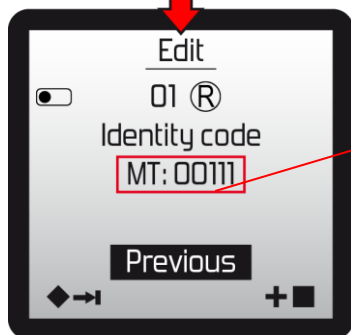 Edit
01 Ⓡ
Identity code
MT: 00111
Previous